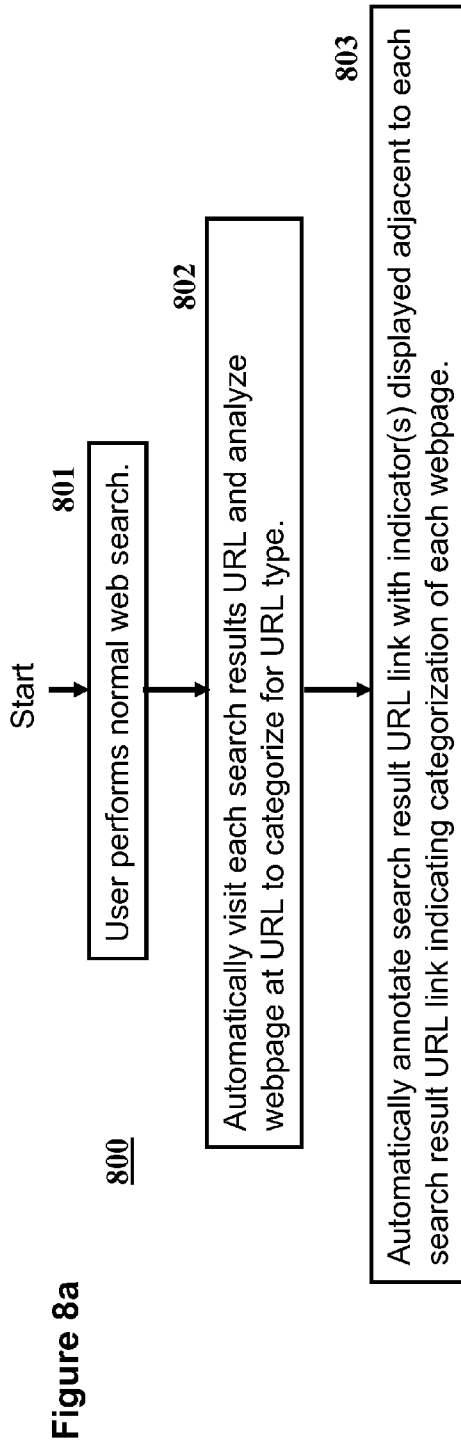 Figure 8a
800
Start
801
User performs normal web search.
802
Automatically visit each search results URL and analyze
webpage at URL to categorize for URL type.
803
Automatically annotate search result URL link with indicator(s) displayed adjacent to each
search result URL link indicating categorization of each webpage.